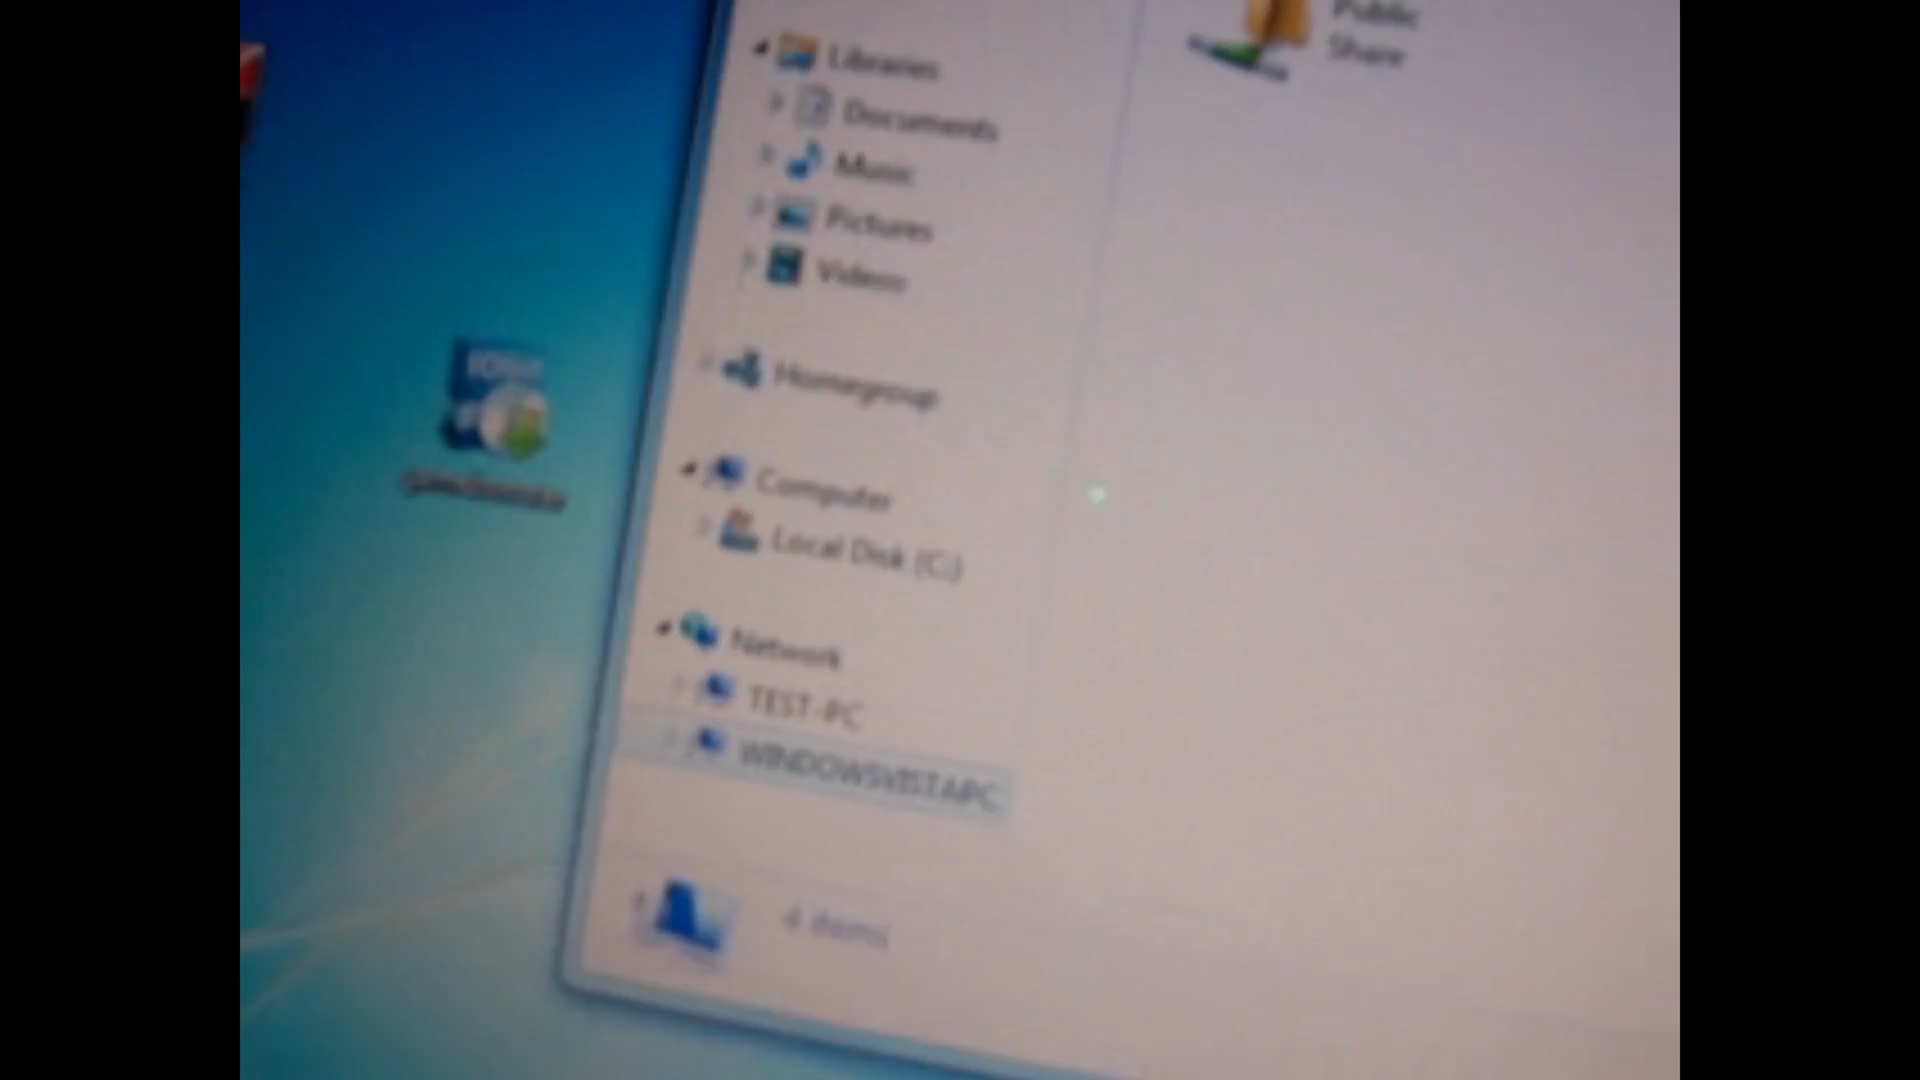 Public
Share
Libraries
Documents
Music
Pictures
Videos
Homegroup
Computer
Local Disk (C:)
Network
TEST-PC
WINDOWSVISTAPC
4 items